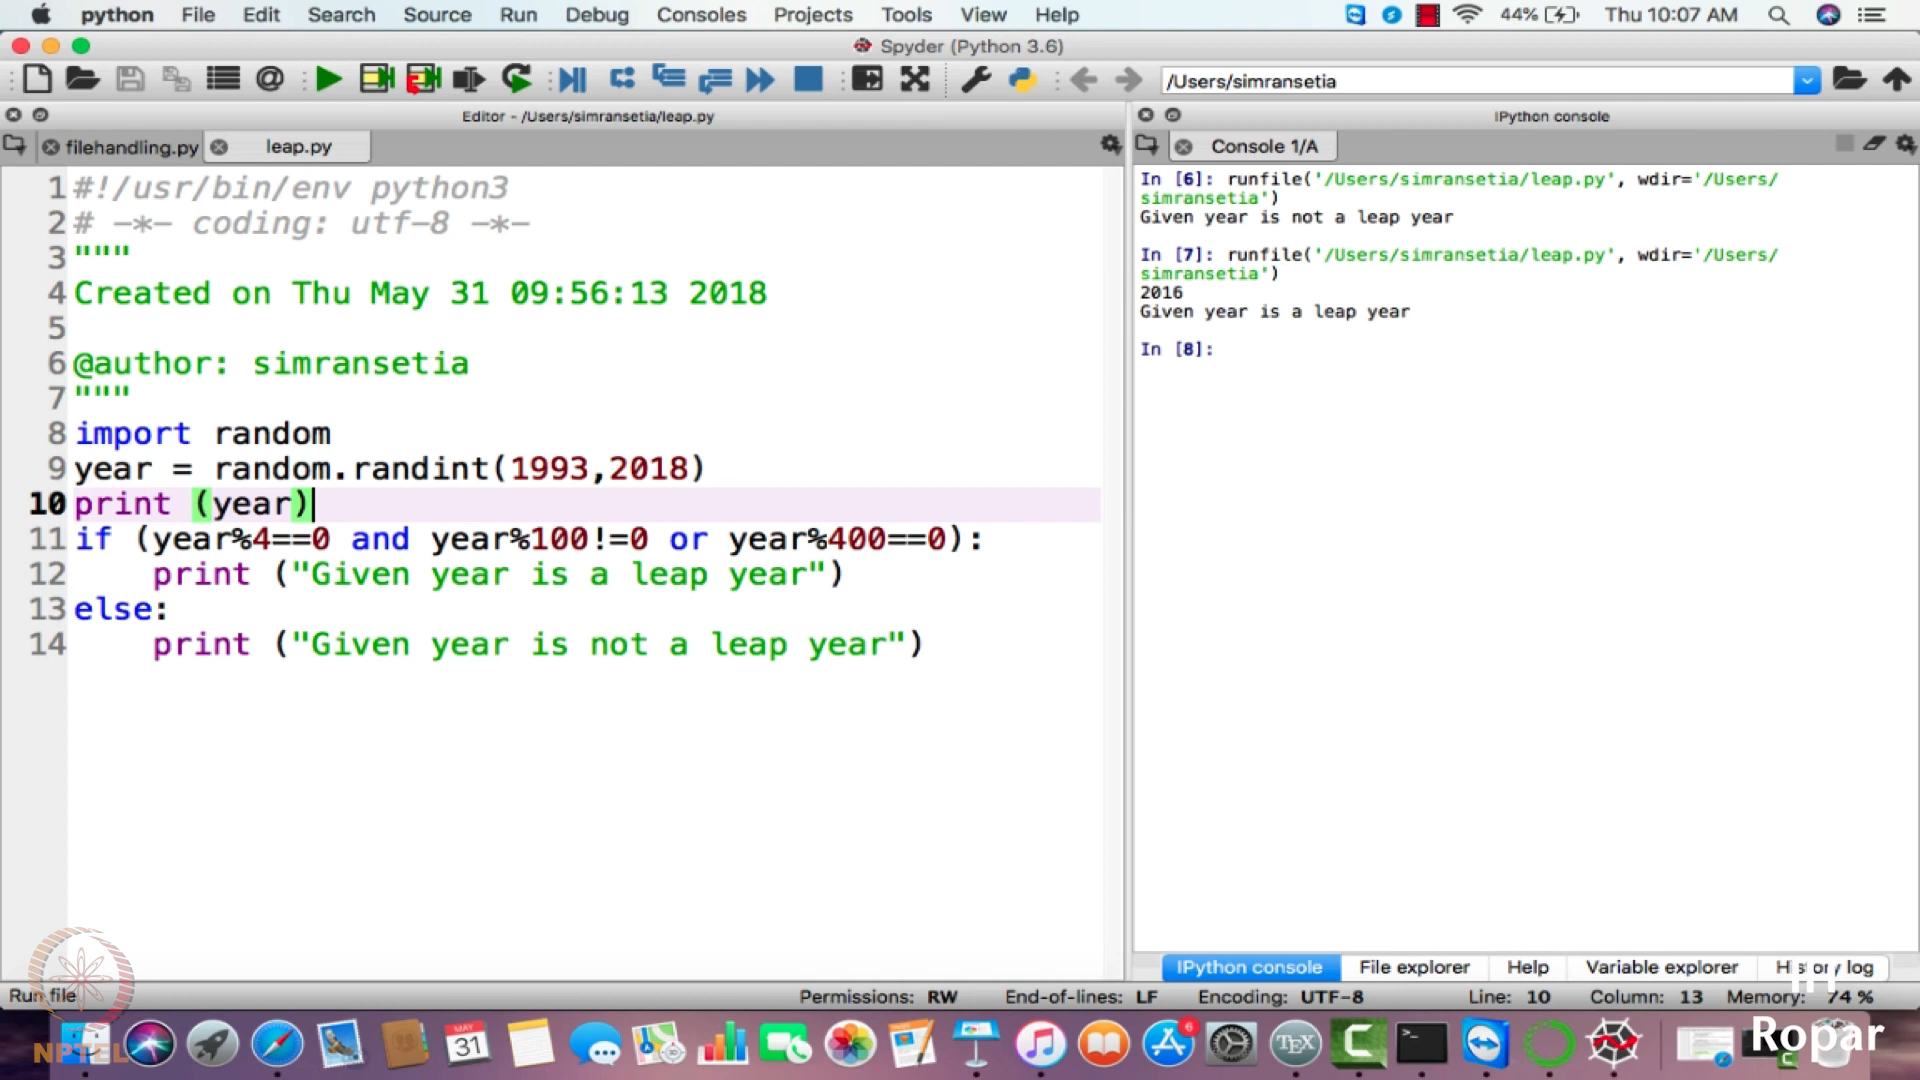 python File Edit Search Source Run Debug Consoles Projects Tools View Help 44% Thu 10:07 AM
Spyder (Python 3.6)
/Users/simransetia
Editor - /Users/simransetia/leap.py
IPython console
filehandling.py leap.py
Console 1/A
1 #!/usr/bin/env python3
2 # -*- coding: utf-8 -*-
3 """
4 Created on Thu May 31 09:56:13 2018
5
6 @author: simransetia
7 """
8 import random
9 year = random.randint(1993,2018)
10 print (year)
11 if (year%4==0 and year%100!=0 or year%400==0):
12     print ("Given year is a leap year")
13 else:
14     print ("Given year is not a leap year")
In [6]: runfile('/Users/simransetia/leap.py', wdir='/Users/
simransetia')
Given year is not a leap year
In [7]: runfile('/Users/simransetia/leap.py', wdir='/Users/
simransetia')
2016
Given year is a leap year
In [8]:
IPython console File explorer Help Variable explorer History log
Run file Permissions: RW End-of-lines: LF Encoding: UTF-8 Line: 10 Column: 13 Memory: 74 %
MAY
31
6
TEX
NPTEL
Ropar